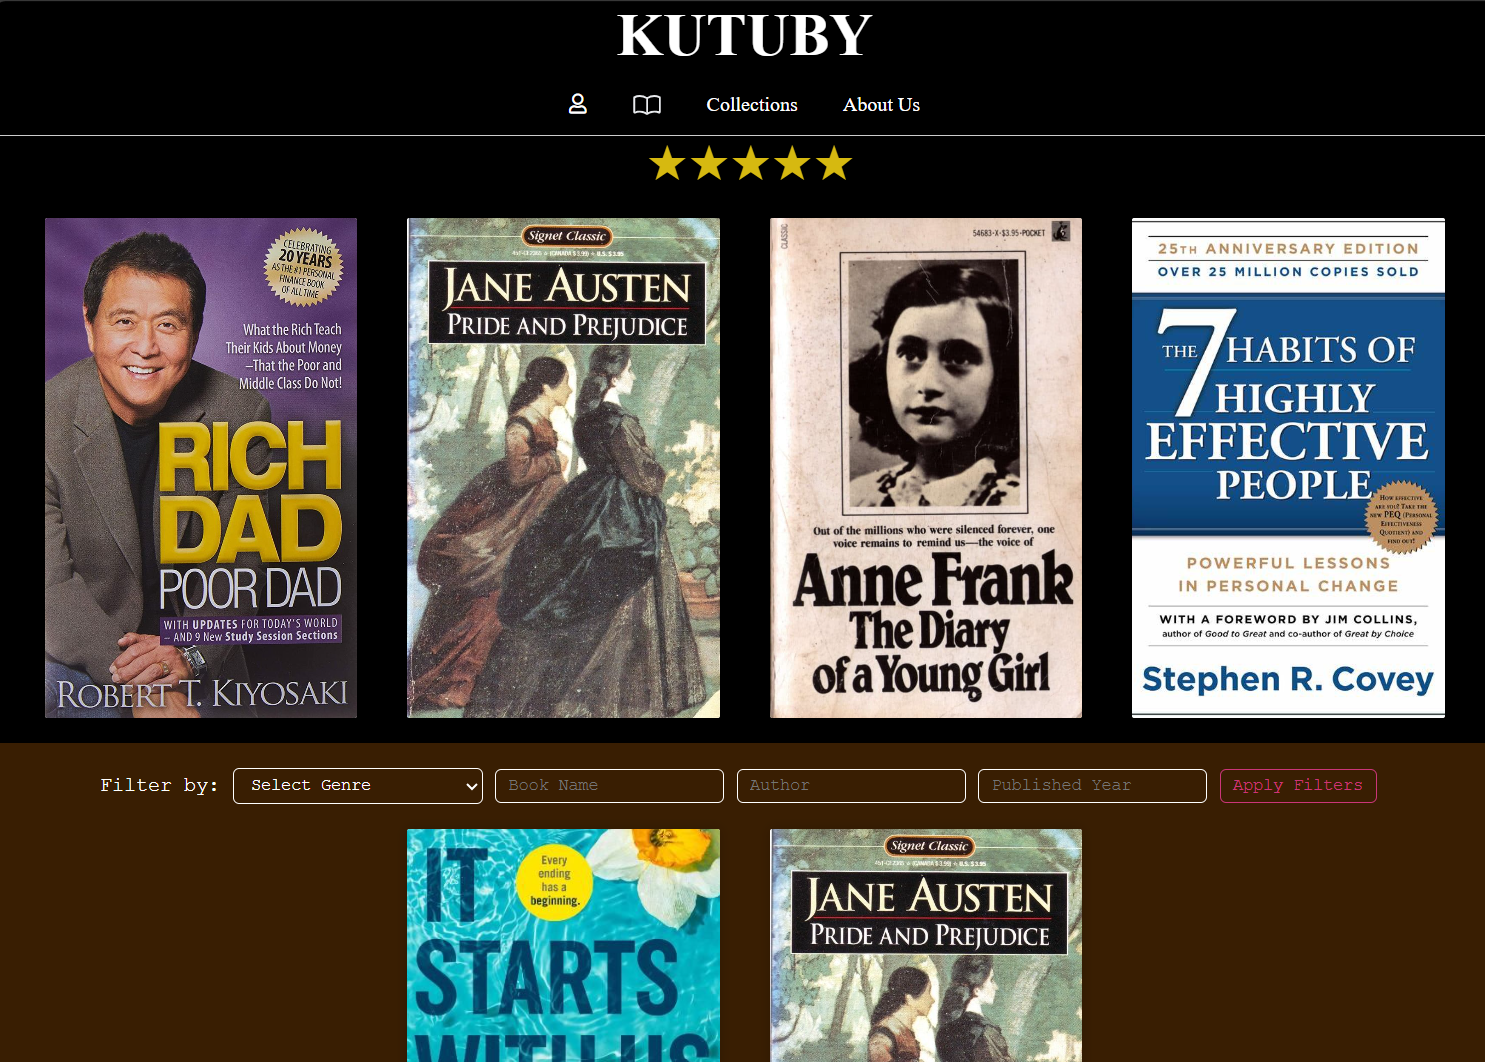 KUTUBY
Collections
About Us
CELEBRATING
20 YEARS
AS THE #1 PERSONAL
FINANCE BOOK
OF ALL TIME
What the Rich Teach
Their Kids About Money
–That the Poor and
Middle Class Do Not!
RICH
DAD
POOR DAD
WITH UPDATES FOR TODAY'S WORLD
– AND 9 New Study Session Sections
ROBERT T. KIYOSAKI
Signet Classic
JANE AUSTEN
PRIDE AND PREJUDICE
CLASSIC
54683-X·$3.95·POCKET
Out of the millions who were silenced forever, one
voice remains to remind us—the voice of
Anne Frank
The Diary
of a Young Girl
25TH ANNIVERSARY EDITION
OVER 25 MILLION COPIES SOLD
THE 7 HABITS OF
HIGHLY
EFFECTIVE
PEOPLE
HOW EFFECTIVE
ARE YOU? TAKE THE
NEW PEQ (PERSONAL
EFFECTIVENESS
QUOTIENT) AND
FIND OUT!
POWERFUL LESSONS
IN PERSONAL CHANGE
WITH A FOREWORD BY JIM COLLINS,
author of Good to Great and co-author of Great by Choice
Stephen R. Covey
Filter by: Select Genre Book Name Author Published Year Apply Filters
IT
STARTS
WITH US
Every
ending
has a
beginning.
Signet Classic
JANE AUSTEN
PRIDE AND PREJUDICE